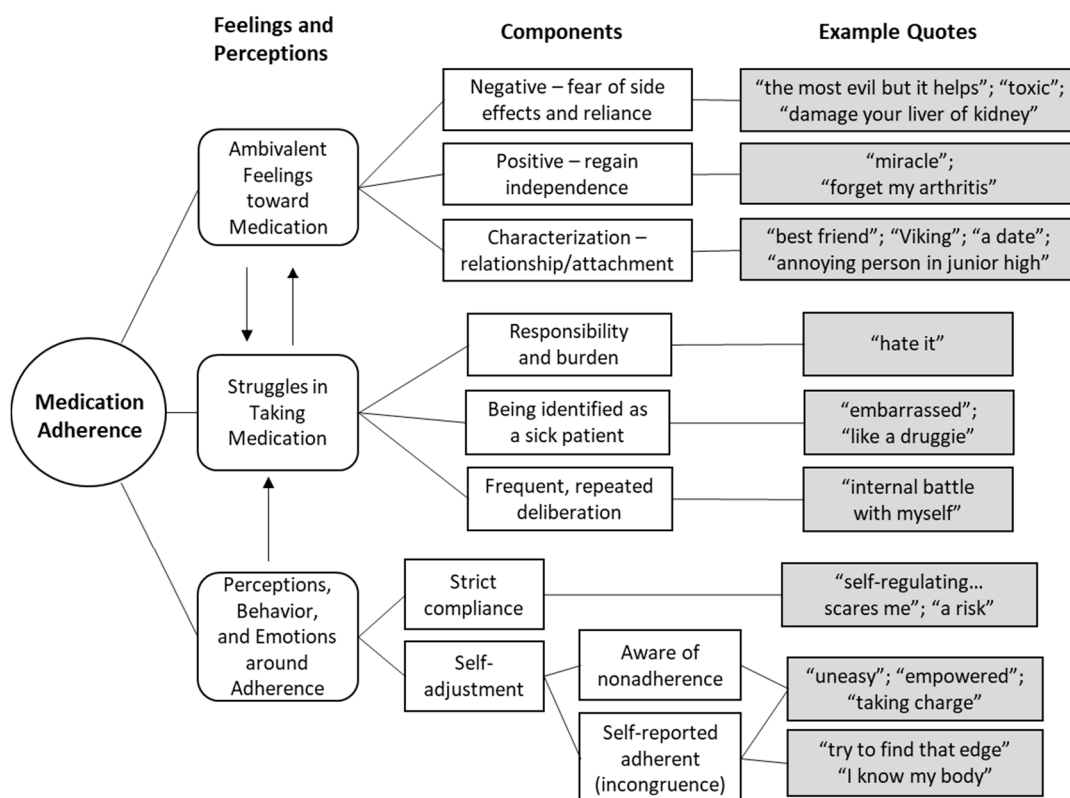 Feelings and
Perceptions
Components
Example Quotes
Negative – fear of side
effects and reliance
“the most evil but it helps”; “toxic”;
“damage your liver of kidney”
Ambivalent
Feelings
toward
Medication
Positive – regain
independence
“miracle”;
“forget my arthritis”
Characterization –
relationship/attachment
“best friend”; “Viking”; “a date”;
“annoying person in junior high”
Medication
Adherence
Struggles in
Taking
Medication
Responsibility
and burden
“hate it”
Being identified as
a sick patient
“embarrassed”;
“like a druggie”
Frequent, repeated
deliberation
“internal battle
with myself”
Perceptions,
Behavior,
and Emotions
around
Adherence
Strict
compliance
“self-regulating…
scares me”; “a risk”
Self-
adjustment
Aware of
nonadherence
“uneasy”; “empowered”;
“taking charge”
Self-reported
adherent
(incongruence)
“try to find that edge”
“I know my body”